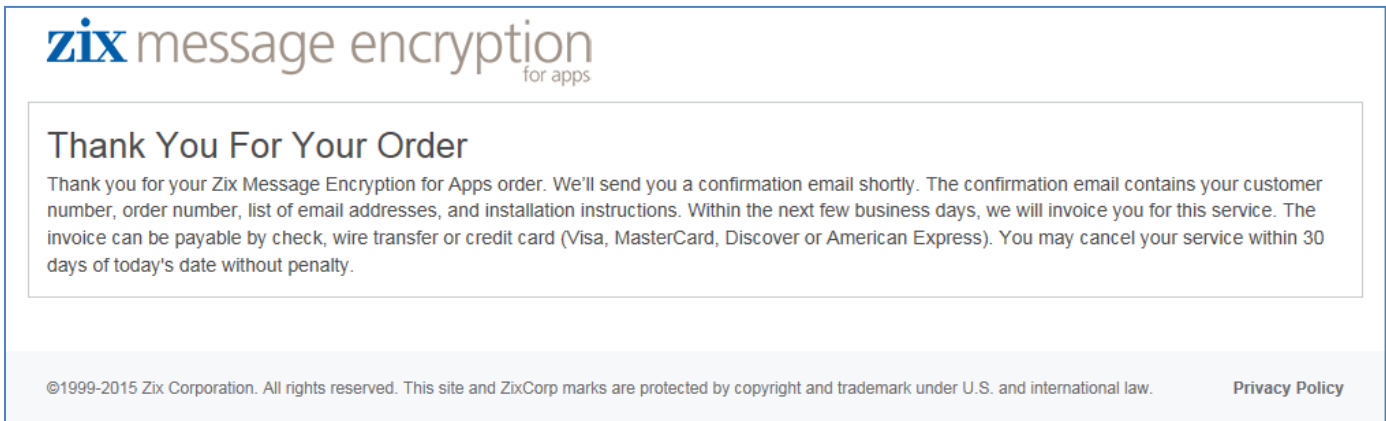 zix message encryption
for apps
Thank You For Your Order
Thank you for your Zix Message Encryption for Apps order. We'll send you a confirmation email shortly. The confirmation email contains your customer
number, order number, list of email addresses, and installation instructions. Within the next few business days, we will invoice you for this service. The
invoice can be payable by check, wire transfer or credit card (Visa, MasterCard, Discover or American Express). You may cancel your service within 30
days of today's date without penalty.
©1999-2015 Zix Corporation. All rights reserved. This site and ZixCorp marks are protected by copyright and trademark under U.S. and international law. Privacy Policy